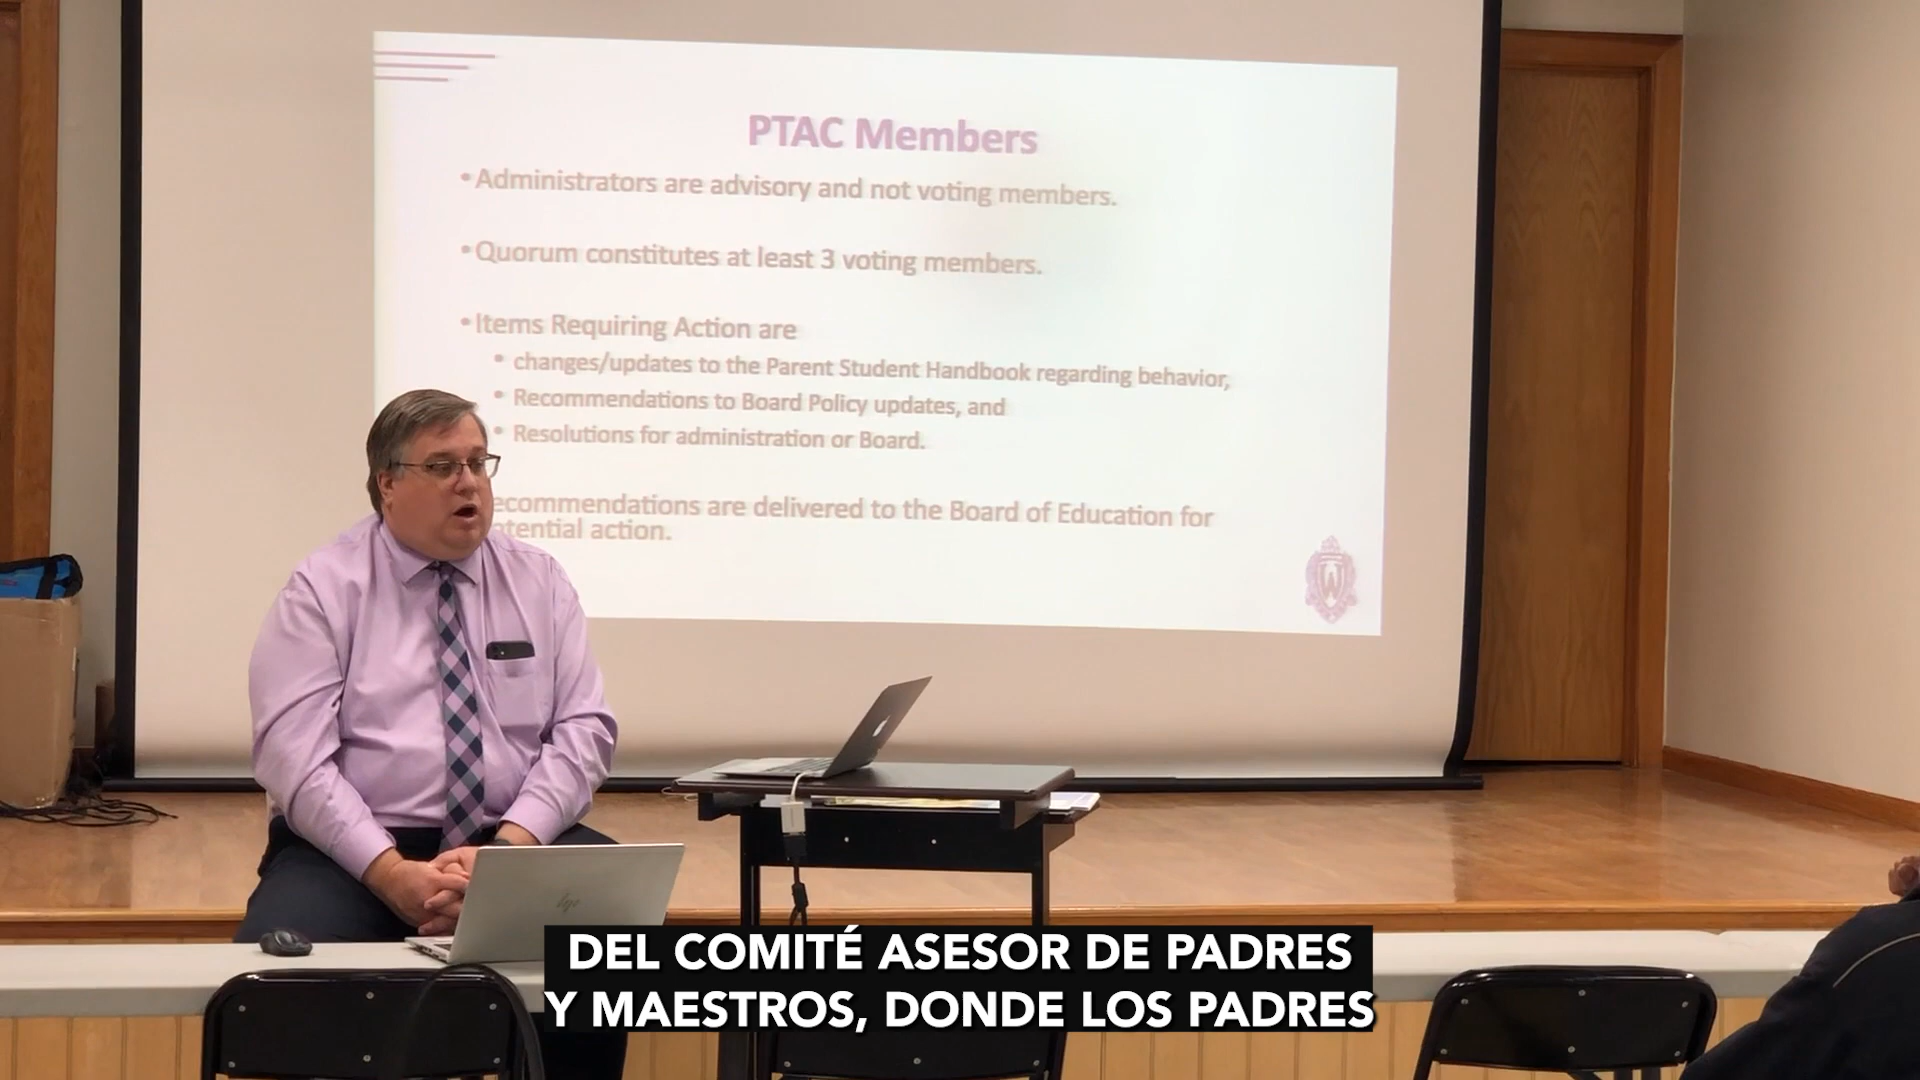 PTAC Members
• Administrators are advisory and not voting members.
• Quorum constitutes at least 3 voting members.
• Items Requiring Action are
• changes/updates to the Parent Student Handbook regarding behavior,
• Recommendations to Board Policy updates, and
• Resolutions for administration or Board.
ecommendations are delivered to the Board of Education for
tential action.
W
DEL COMITÉ ASESOR DE PADRES
Y MAESTROS, DONDE LOS PADRES